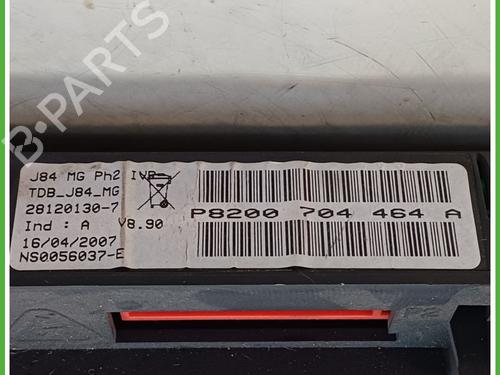 J84 MG Ph2 IVP
TDB_J84_MG
28120130-7
Ind : A V8.90
16/04/2007
NS0056037-E
P8200 704 464 A
B-PARTS